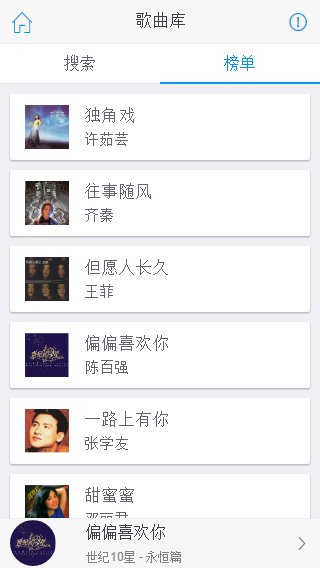 歌曲库
搜索
榜单
独角戏
许茹芸
往事随风
齐秦
但愿人长久
王菲
偏偏喜欢你
陈百强
一路上有你
张学友
甜蜜蜜
邓丽君
偏偏喜欢你
世纪10星 - 永恒篇